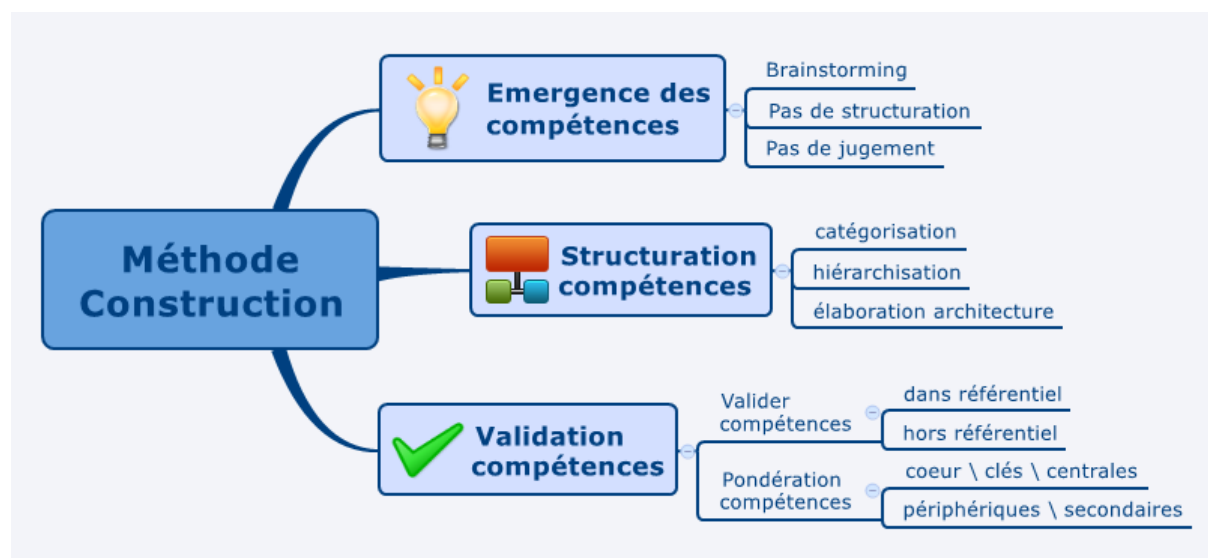 Méthode
Construction
Emergence des
compétences
Brainstorming
Pas de structuration
Pas de jugement
Structuration
compétences
catégorisation
hiérarchisation
élaboration architecture
Validation
compétences
Valider
compétences
dans référentiel
hors référentiel
Pondération
compétences
coeur \ clés \ centrales
périphériques \ secondaires